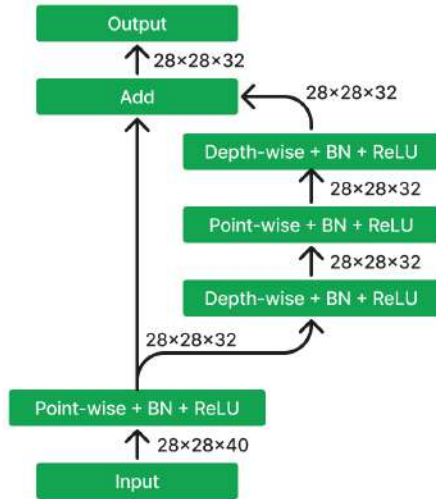 Output
28×28×32
Add
28×28×32
Depth-wise + BN + ReLU
28×28×32
Point-wise + BN + ReLU
28×28×32
Depth-wise + BN + ReLU
28×28×32
Point-wise + BN + ReLU
28×28×40
Input